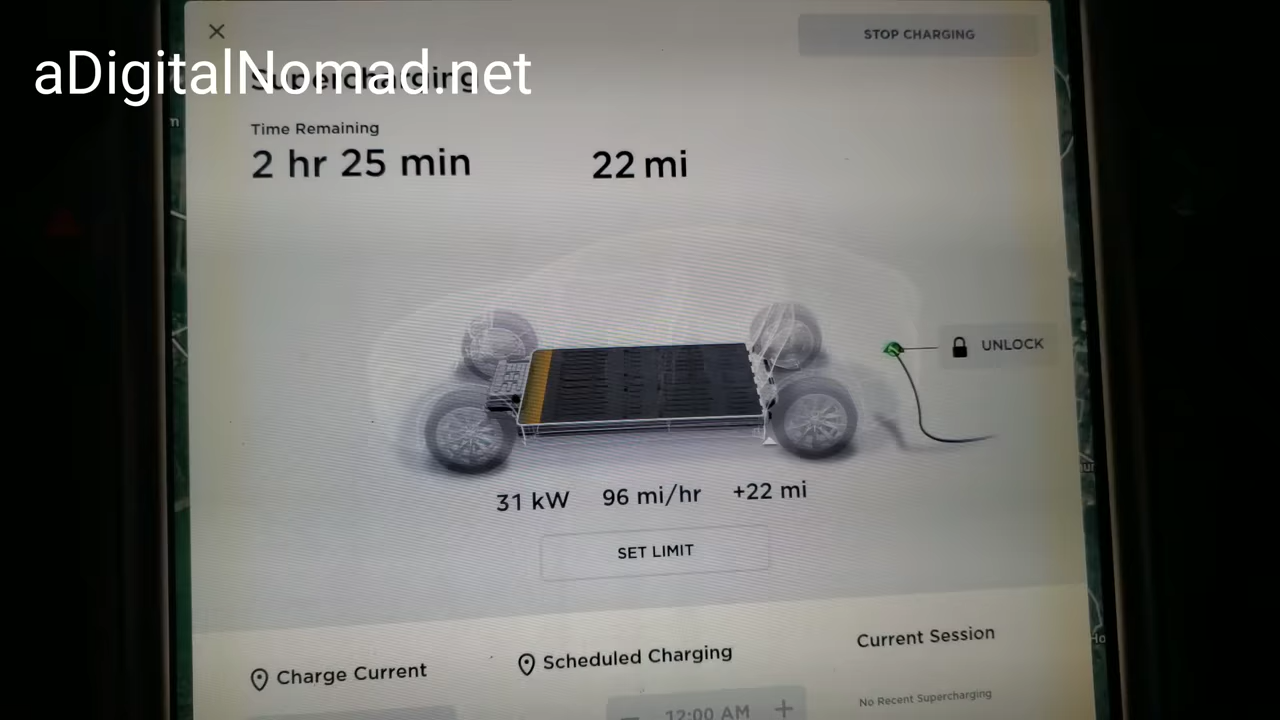 STOP CHARGING
aDigitalNomad.net
Supercharging
Time Remaining
2 hr 25 min
22 mi
UNLOCK
31 kW 96 mi/hr +22 mi
SET LIMIT
Current Session
Charge Current
Scheduled Charging
No Recent Supercharging
12:00 AM +